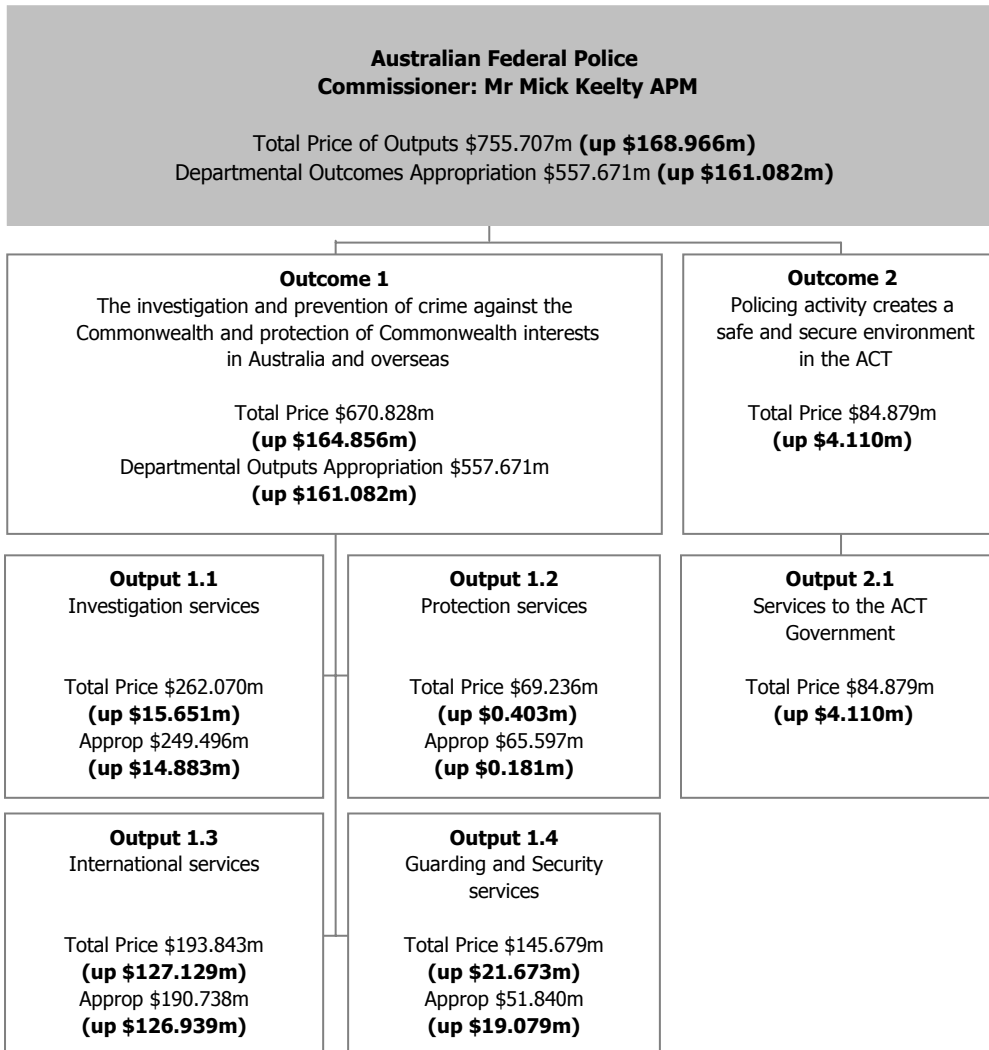 Australian Federal Police
Commissioner: Mr Mick Keelty APM
Total Price of Outputs $755.707m (up $168.966m)
Departmental Outcomes Appropriation $557.671m (up $161.082m)
Outcome 1
The investigation and prevention of crime against the
Commonwealth and protection of Commonwealth interests
in Australia and overseas
Total Price $670.828m
(up $164.856m)
Departmental Outputs Appropriation $557.671m
(up $161.082m)
Outcome 2
Policing activity creates a
safe and secure environment
in the ACT
Total Price $84.879m
(up $4.110m)
Output 1.1
Investigation services
Total Price $262.070m
(up $15.651m)
Approp $249.496m
(up $14.883m)
Output 1.2
Protection services
Total Price $69.236m
(up $0.403m)
Approp $65.597m
(up $0.181m)
Output 2.1
Services to the ACT
Government
Total Price $84.879m
(up $4.110m)
Output 1.3
International services
Total Price $193.843m
(up $127.129m)
Approp $190.738m
(up $126.939m)
Output 1.4
Guarding and Security
services
Total Price $145.679m
(up $21.673m)
Approp $51.840m
(up $19.079m)